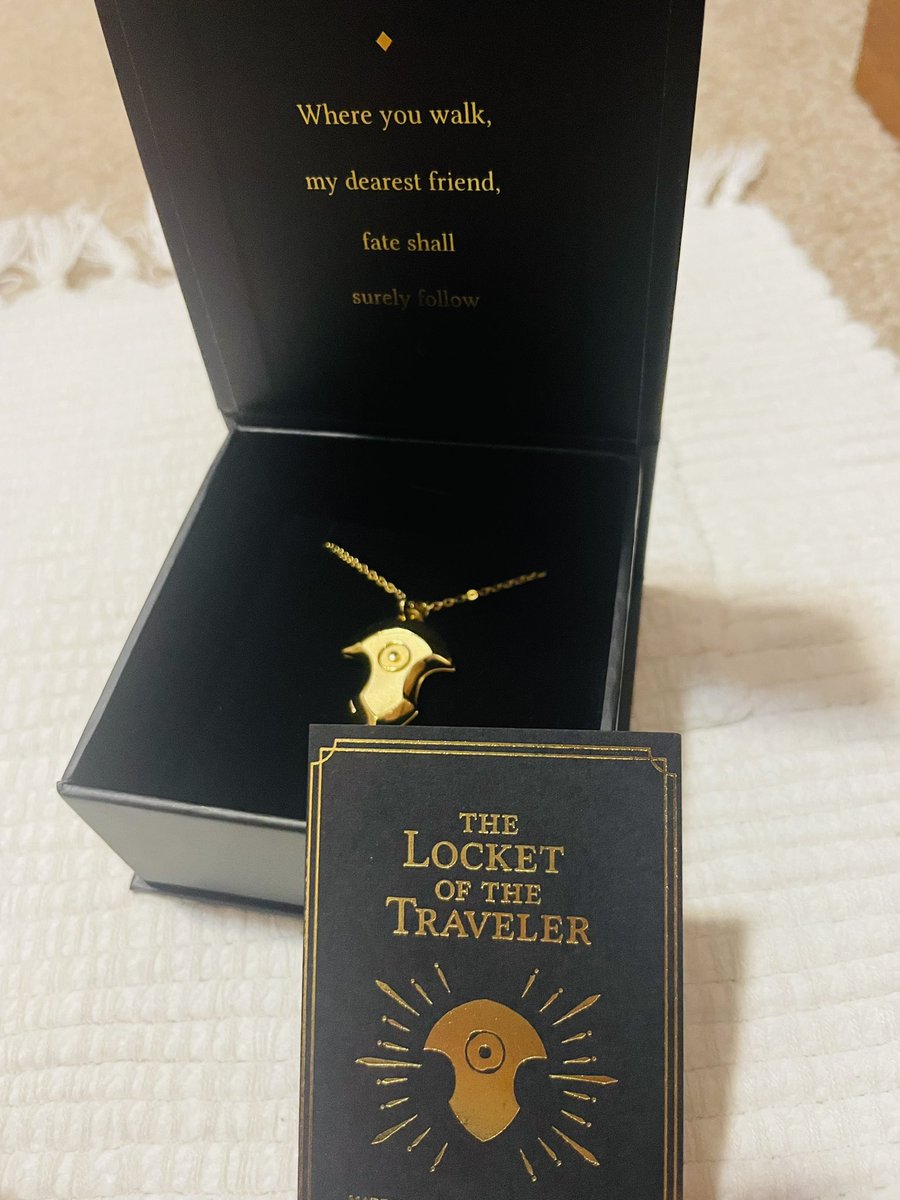 Where you walk,
my dearest friend,
fate shall
surely follow
THE
LOCKET
OF THE
TRAVELER